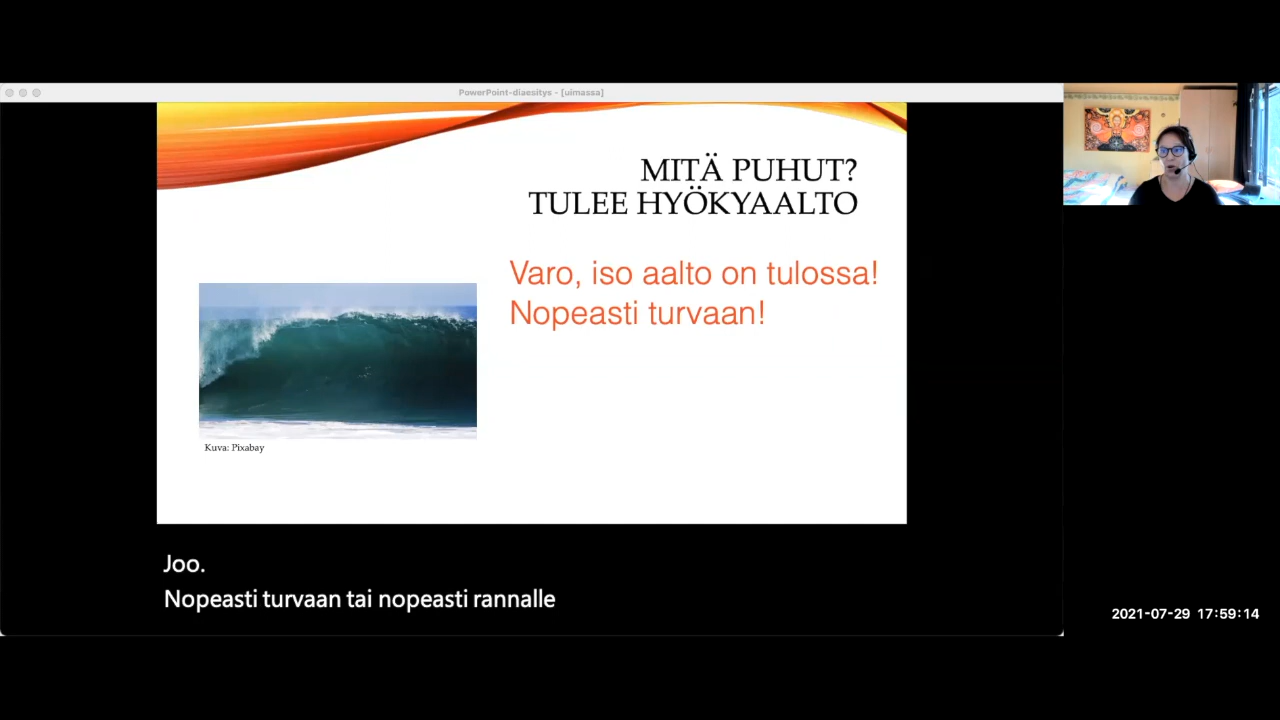 PowerPoint-diaesitys - [uimassa]
MITÄ PUHUT?
TULEE HYÖKYAALTO
Varo, iso aalto on tulossa!
Nopeasti turvaan!
Kuva: Pixabay
Joo.
Nopeasti turvaan tai nopeasti rannalle
2021-07-29 17:59:14